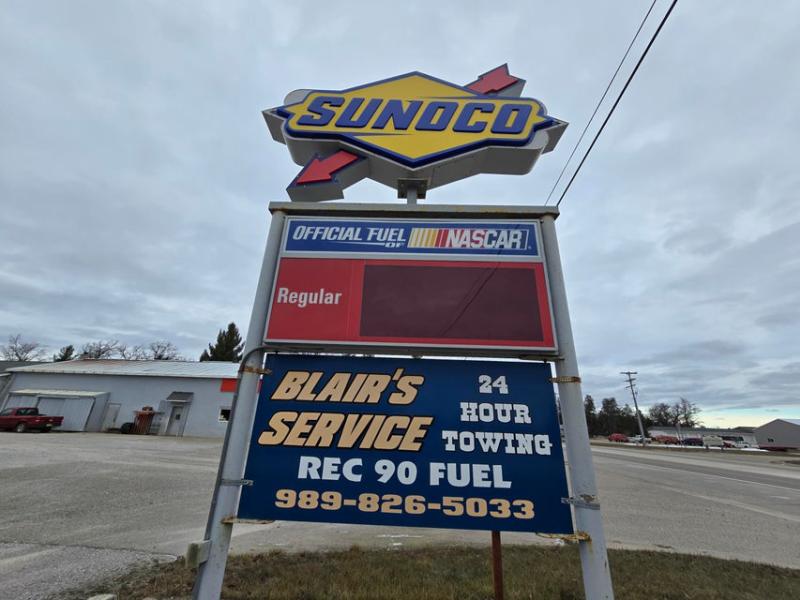 SUNOCO
OFFICIAL FUEL OF NASCAR
Regular
BLAIR'S
SERVICE
24
HOUR
TOWING
REC 90 FUEL
989-826-5033